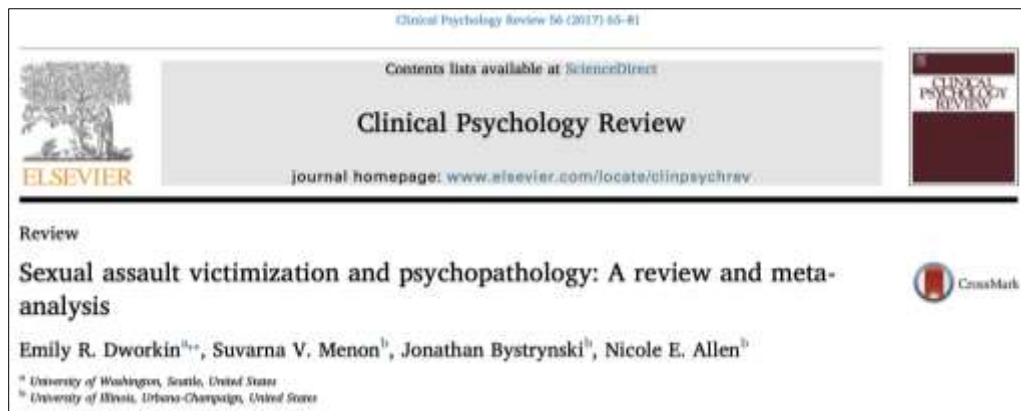 Clinical Psychology Review 56 (2017) 65–81
Contents lists available at ScienceDirect
Clinical Psychology Review
journal homepage: www.elsevier.com/locate/clinpsychrev
ELSEVIER
CLINICAL
PSYCHOLOGY
REVIEW
Review
Sexual assault victimization and psychopathology: A review and meta-
analysis
CrossMark
Emily R. Dworkin a,⁎, Suvarna V. Menon b, Jonathan Bystrynski b, Nicole E. Allen b
a University of Washington, Seattle, United States
b University of Illinois, Urbana-Champaign, United States